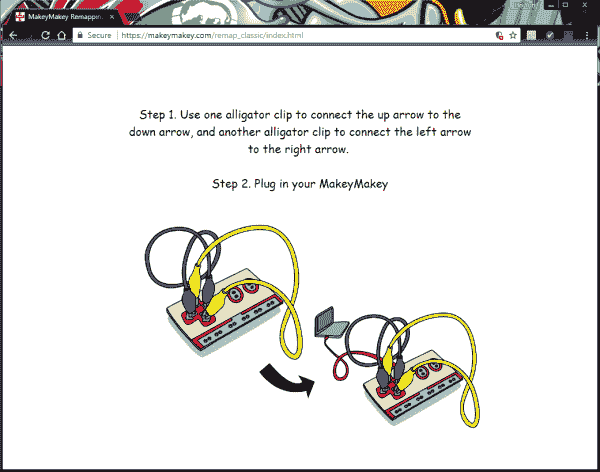 MakeyMakey Remappin
Secure | https://makeymakey.com/remap_classic/index.html
Step 1. Use one alligator clip to connect the up arrow to the
down arrow, and another alligator clip to connect the left arrow
to the right arrow.
Step 2. Plug in your MakeyMakey